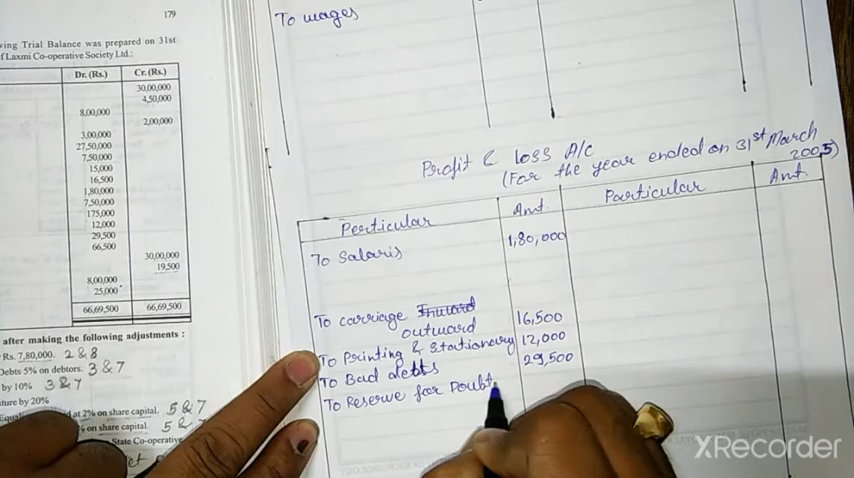 179
ving Trial Balance was prepared on 31st
f Laxmi Co-operative Society Ltd.:
Dr. (Rs.) Cr. (Rs.)
30,00,000
4,50,000
8,00,000
2,00,000
3,00,000
27,50,000
7,50,000
15,000
16,500
1,80,000
7,50,000
175,000
12,000
29,500
66,500
30,00,000
19,500
8,00,000
25,000
66,69,500 66,69,500
after making the following adjustments :
Rs. 7,80,000. 2 & 8
Debts 5% on debtors. 3 & 7
by 10% 3 & 7
ture by 20%
Equali d at 2% on share capital. 5 & 7
% on share capital. 5 &
State Co-operative
To wages
Profit & loss A/c
(For the year ended on 31st March
2005)
Perticular Amt Particular Amt
To Salaris 1,80,000
To carriage Inward
outward 16,500
To Printing & Stationary 12,000
To Bad debts 29,500
To Reserve for Doubt
XRecorder